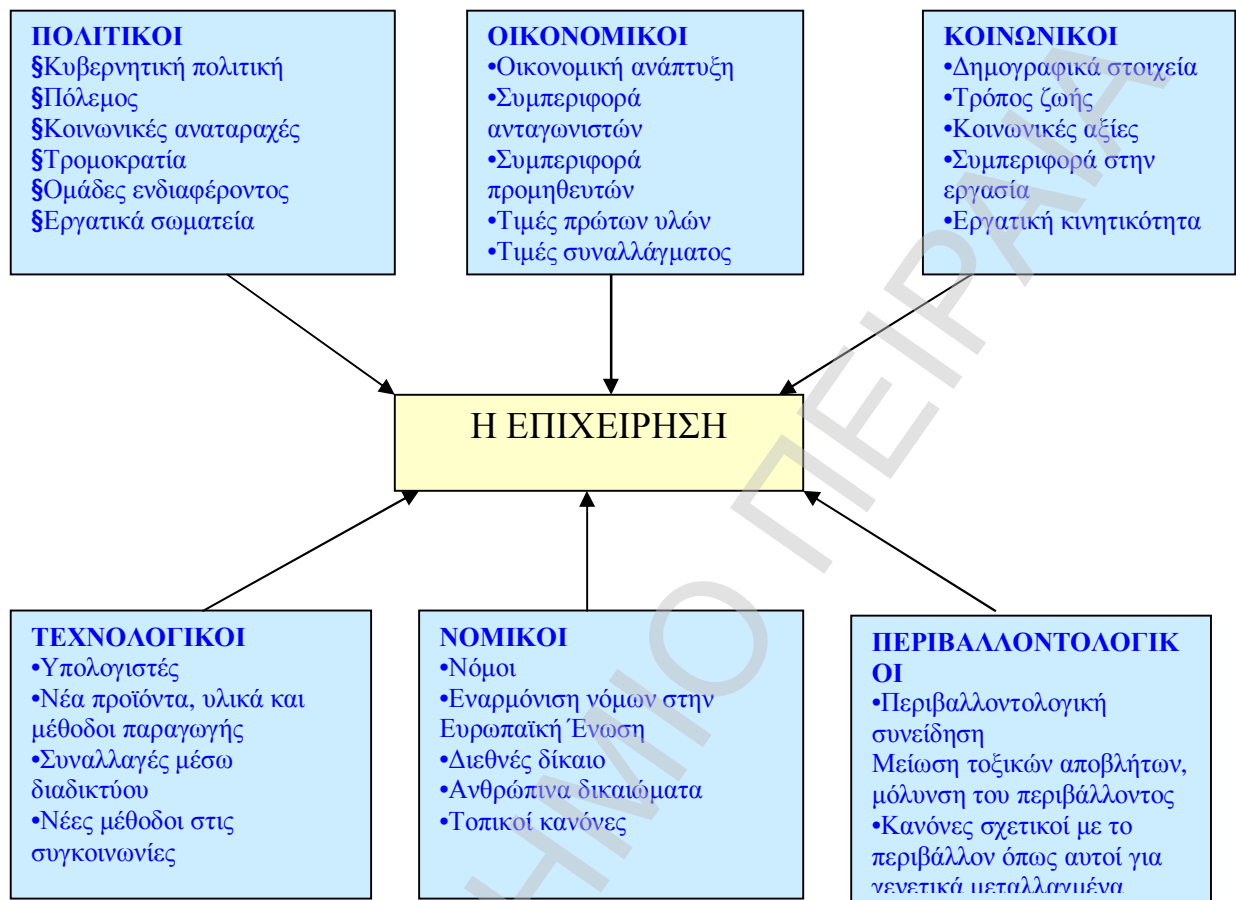 ΠΟΛΙΤΙΚΟΙ
§Κυβερνητική πολιτική
§Πόλεμος
§Κοινωνικές αναταραχές
§Τρομοκρατία
§Ομάδες ενδιαφέροντος
§Εργατικά σωματεία
ΟΙΚΟΝΟΜΙΚΟΙ
•Οικονομική ανάπτυξη
•Συμπεριφορά
ανταγωνιστών
•Συμπεριφορά
προμηθευτών
•Τιμές πρώτων υλών
•Τιμές συναλλάγματος
ΚΟΙΝΩΝΙΚΟΙ
•Δημογραφικά στοιχεία
•Τρόπος ζωής
•Κοινωνικές αξίες
•Συμπεριφορά στην
εργασία
•Εργατική κινητικότητα
Η ΕΠΙΧΕΙΡΗΣΗ
ΤΕΧΝΟΛΟΓΙΚΟΙ
•Υπολογιστές
•Νέα προϊόντα, υλικά και
μέθοδοι παραγωγής
•Συναλλαγές μέσω
διαδικτύου
•Νέες μέθοδοι στις
συγκοινωνίες
ΝΟΜΙΚΟΙ
•Νόμοι
•Εναρμόνιση νόμων στην
Ευρωπαϊκή Ένωση
•Διεθνές δίκαιο
•Ανθρώπινα δικαιώματα
•Τοπικοί κανόνες
ΠΕΡΙΒΑΛΛΟΝΤΟΛΟΓΙΚ
ΟΙ
•Περιβαλλοντολογική
συνείδηση
Μείωση τοξικών αποβλήτων,
μόλυνση του περιβάλλοντος
•Κανόνες σχετικοί με το
περιβάλλον όπως αυτοί για
γενετικά μεταλλαγμένα
ΗΜΙΟ ΠΕΙΡΑΙΑ